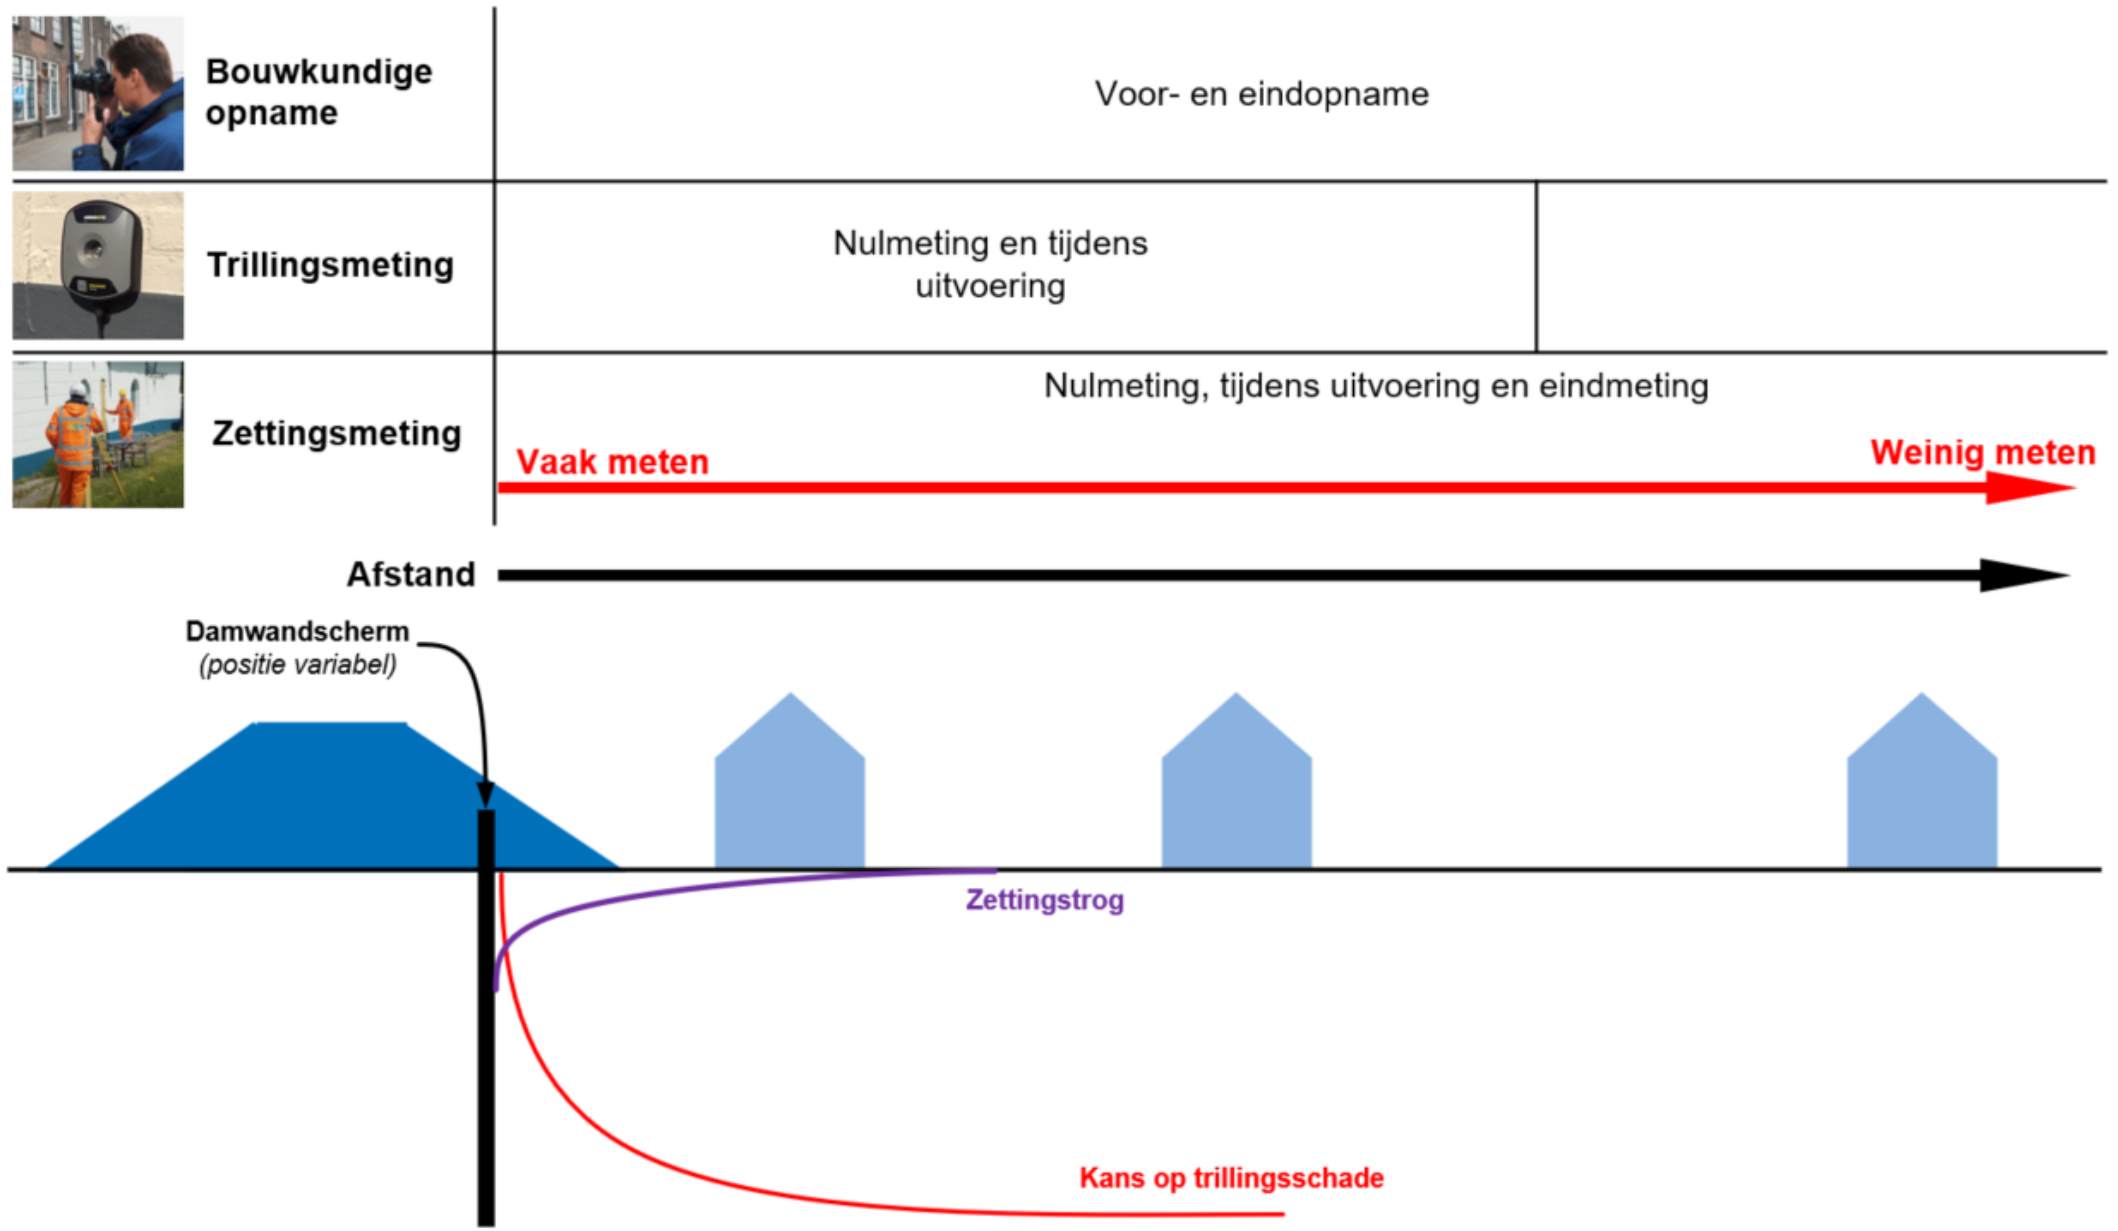 Bouwkundige
opname
Voor- en eindopname
Trillingsmeting
Nulmeting en tijdens
uitvoering
Zettingsmeting
Nulmeting, tijdens uitvoering en eindmeting
Vaak meten
Weinig meten
Afstand
Damwandscherm
(positie variabel)
Zettingstrog
Kans op trillingsschade